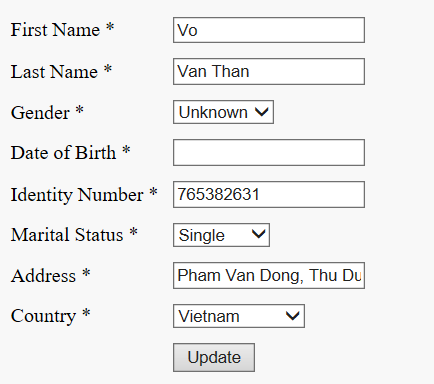 First Name * Vo
Last Name * Van Than
Gender * Unknown
Date of Birth *
Identity Number * 765382631
Marital Status * Single
Address * Pham Van Dong, Thu Du
Country * Vietnam
Update